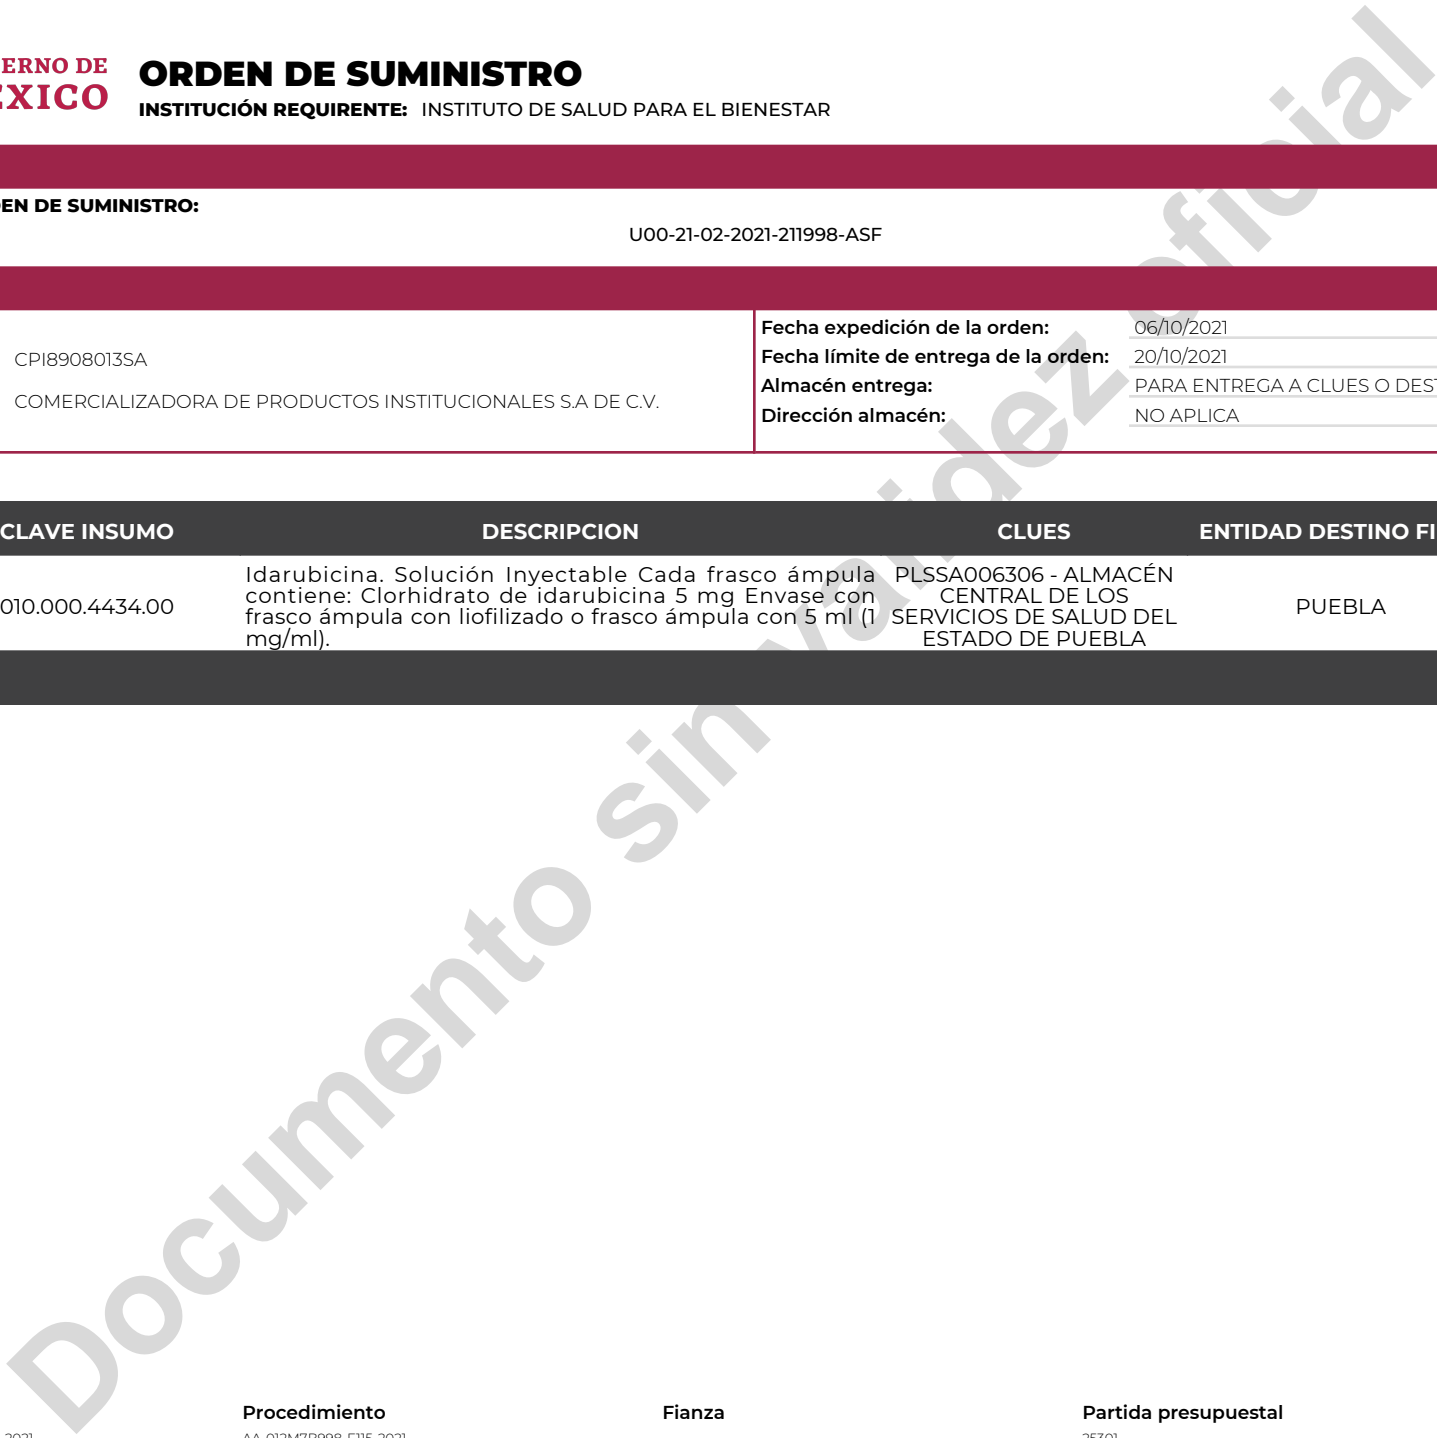 ERNO DE
EXICO
ORDEN DE SUMINISTRO
INSTITUCIÓN REQUIRENTE: INSTITUTO DE SALUD PARA EL BIENESTAR
EN DE SUMINISTRO:
U00-21-02-2021-211998-ASF
CPI8908013SA
COMERCIALIZADORA DE PRODUCTOS INSTITUCIONALES S.A DE C.V.
Fecha expedición de la orden: 06/10/2021
Fecha límite de entrega de la orden: 20/10/2021
Almacén entrega: PARA ENTREGA A CLUES O DEST
Dirección almacén: NO APLICA
CLAVE INSUMO DESCRIPCION CLUES ENTIDAD DESTINO FI
010.000.4434.00
Idarubicina. Solución Inyectable Cada frasco ámpula
contiene: Clorhidrato de idarubicina 5 mg Envase con
frasco ámpula con liofilizado o frasco ámpula con 5 ml (1
mg/ml).
PLSSA006306 - ALMACÉN
CENTRAL DE LOS
SERVICIOS DE SALUD DEL
ESTADO DE PUEBLA
PUEBLA
Documento sin validez oficial
Procedimiento Fianza Partida presupuestal